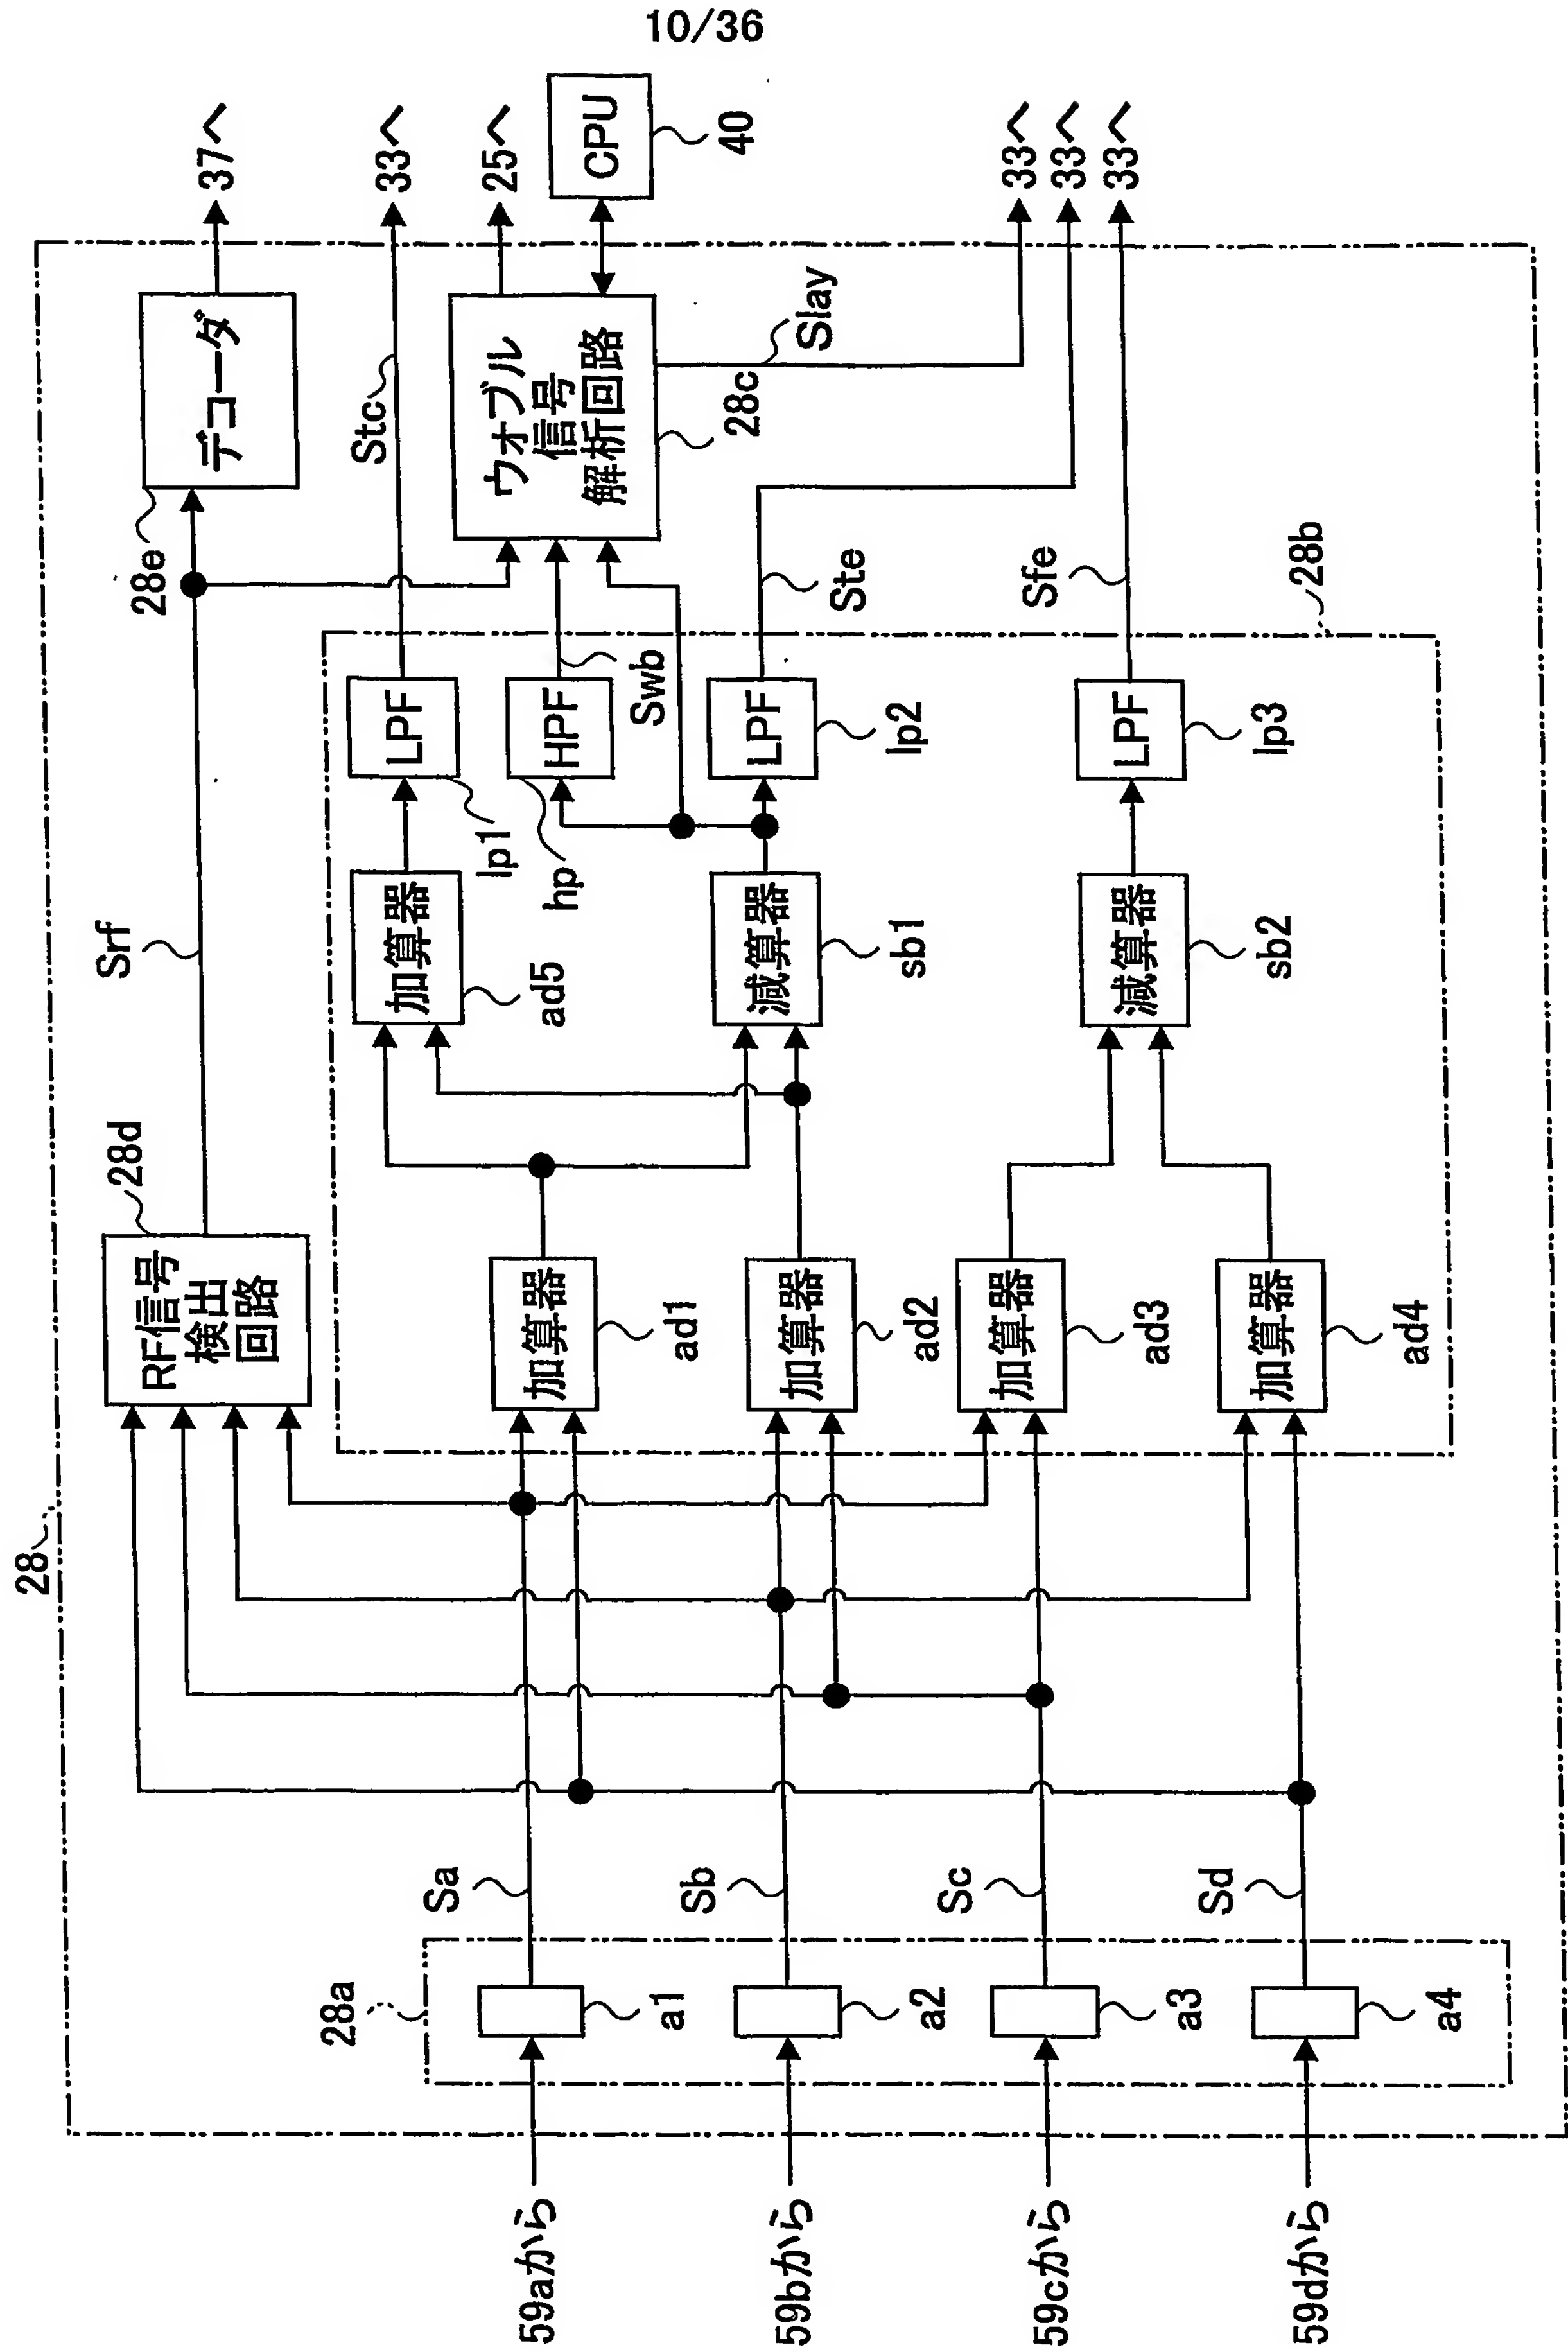 10/36
28
28d
RF信号
検出
回路
Srf
28e
デコーダ
37へ
Stc
33へ
25へ
CPU
40
ウォブル
信号
解析回路
28c
Slay
33へ
33へ
33へ
加算器
ad5
LPF
lp1
HPF
hp
Swb
減算器
sb1
LPF
lp2
Ste
減算器
sb2
LPF
lp3
Sfe
28b
加算器
ad1
加算器
ad2
加算器
ad3
加算器
ad4
28a
Sa
Sb
Sc
Sd
a1
a2
a3
a4
59aから
59bから
59cから
59dから